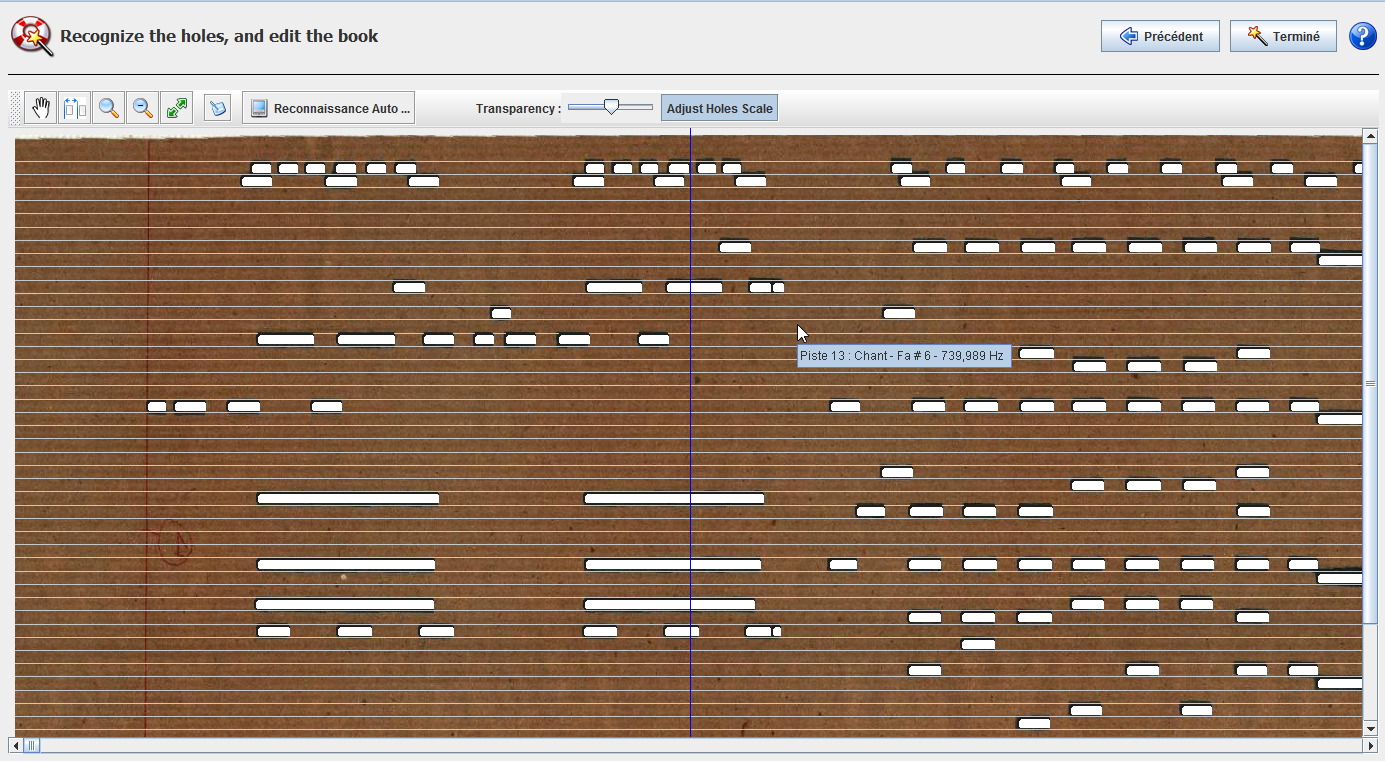 Recognize the holes, and edit the book
Précédent
Terminé
Reconnaissance Auto ...
Transparency :
Adjust Holes Scale
Piste 13 : Chant - Fa # 6 - 739,989 Hz